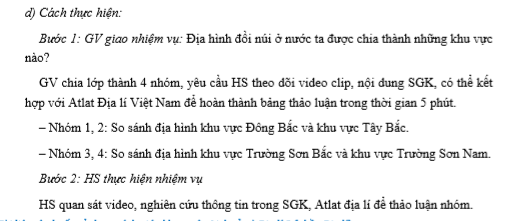 d) Cách thực hiện:
Bước 1: GV giao nhiệm vụ: Địa hình đồi núi ở nước ta được chia thành những khu vực
nào?
GV chia lớp thành 4 nhóm, yêu cầu HS theo dõi video clip, nội dung SGK, có thể kết
hợp với Atlat Địa lí Việt Nam để hoàn thành bảng thảo luận trong thời gian 5 phút.
– Nhóm 1, 2: So sánh địa hình khu vực Đông Bắc và khu vực Tây Bắc.
– Nhóm 3, 4: So sánh địa hình khu vực Trường Sơn Bắc và khu vực Trường Sơn Nam.
Bước 2: HS thực hiện nhiệm vụ
HS quan sát video, nghiên cứu thông tin trong SGK, Atlat địa lí để thảo luận nhóm.